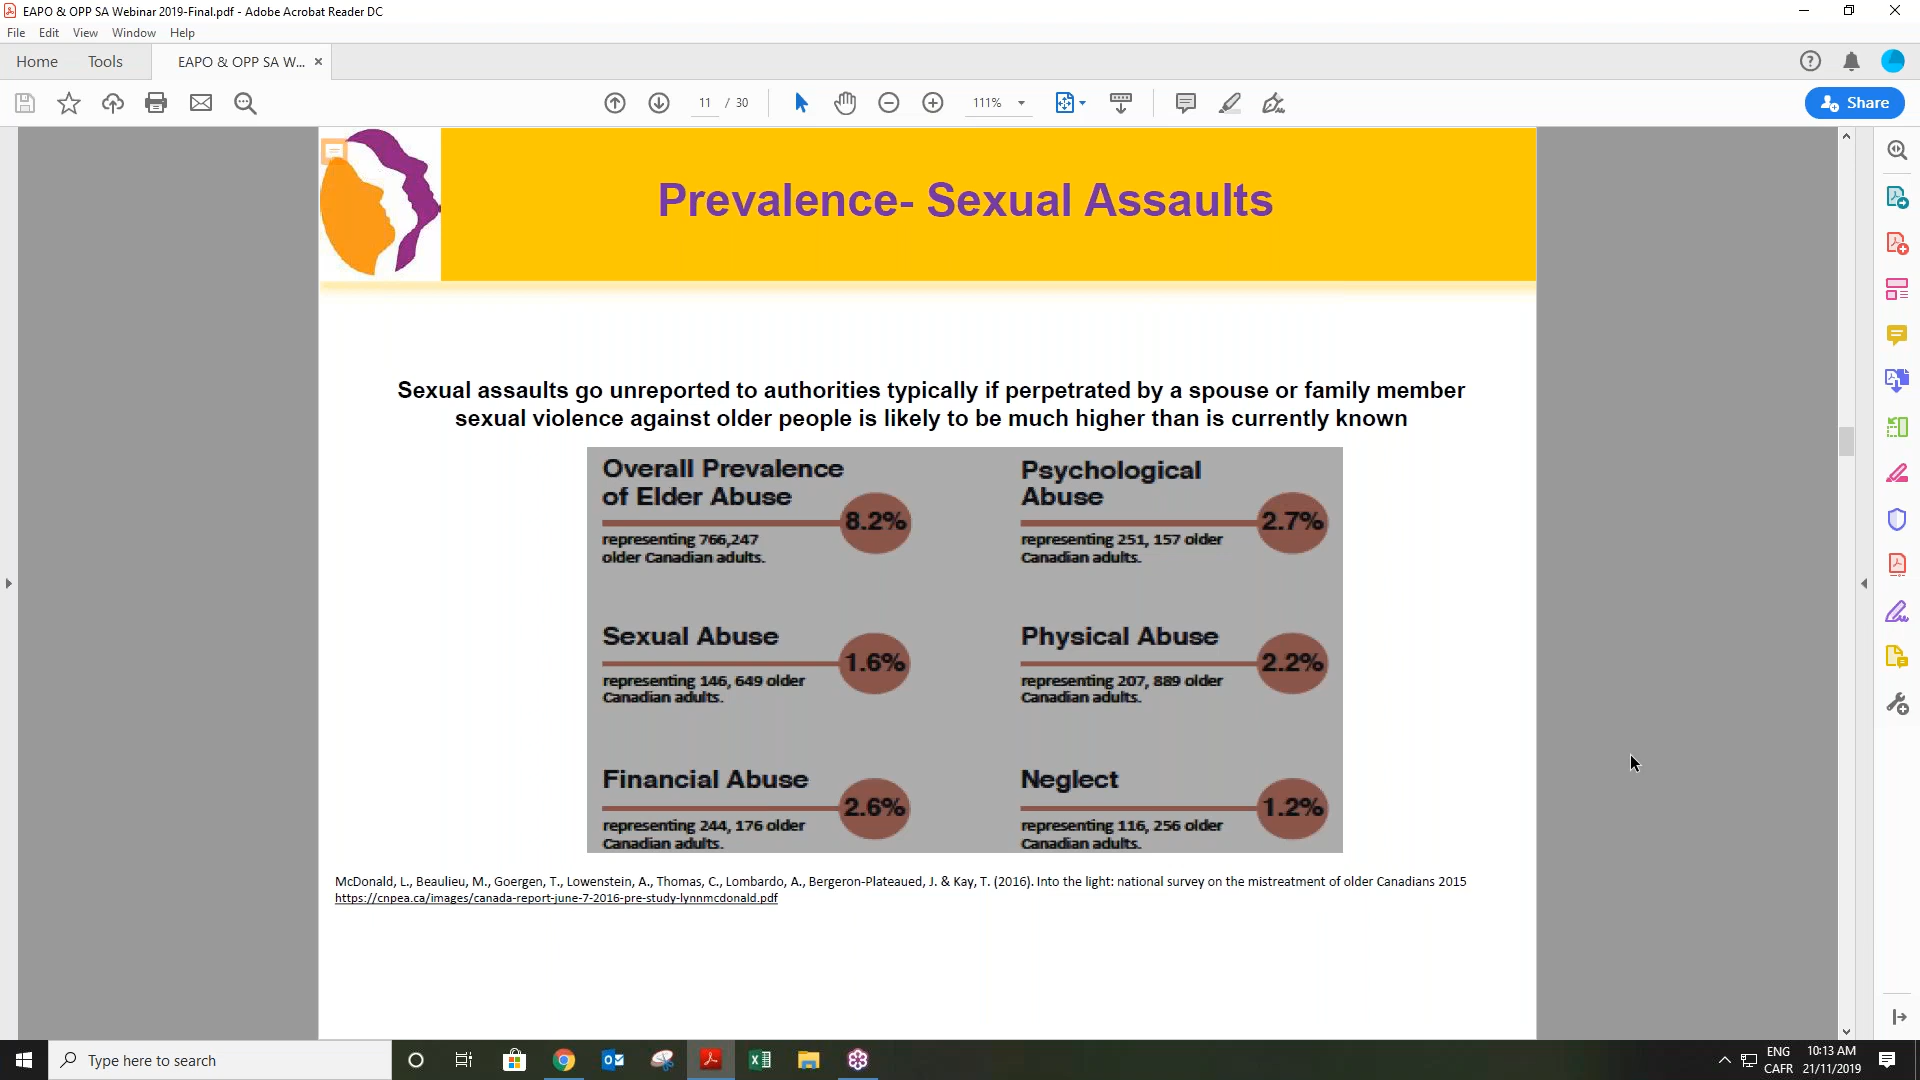 EAPO & OPP SA Webinar 2019-Final.pdf - Adobe Acrobat Reader DC
File Edit View Window Help
Home Tools EAPO & OPP SA W...
11 / 30 111% Share
Prevalence- Sexual Assaults
Sexual assaults go unreported to authorities typically if perpetrated by a spouse or family member
sexual violence against older people is likely to be much higher than is currently known
Overall Prevalence
of Elder Abuse
8.2%
representing 766,247
older Canadian adults.
Psychological
Abuse
2.7%
representing 251, 157 older
Canadian adults.
Sexual Abuse
1.6%
representing 146, 649 older
Canadian adults.
Physical Abuse
2.2%
representing 207, 889 older
Canadian adults.
Financial Abuse
2.6%
representing 244, 176 older
Canadian adults.
Neglect
1.2%
representing 116, 256 older
Canadian adults.
McDonald, L., Beaulieu, M., Goergen, T., Lowenstein, A., Thomas, C., Lombardo, A., Bergeron-Plateaued, J. & Kay, T. (2016). Into the light: national survey on the mistreatment of older Canadians 2015
https://cnpea.ca/images/canada-report-june-7-2016-pre-study-lynnmcdonald.pdf
Type here to search
ENG 10:13 AM
CAFR 21/11/2019